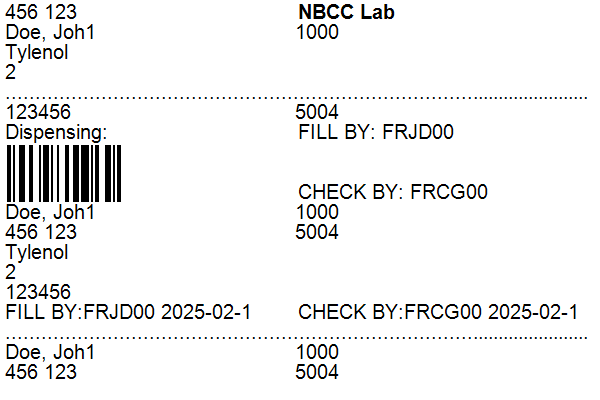 456 123 NBCC Lab
Doe, Joh1 1000
Tylenol
2
123456 5004
Dispensing: FILL BY: FRJD00
CHECK BY: FRCG00
Doe, Joh1 1000
456 123 5004
Tylenol
2
123456
FILL BY:FRJD00 2025-02-1 CHECK BY:FRCG00 2025-02-1
Doe, Joh1 1000
456 123 5004